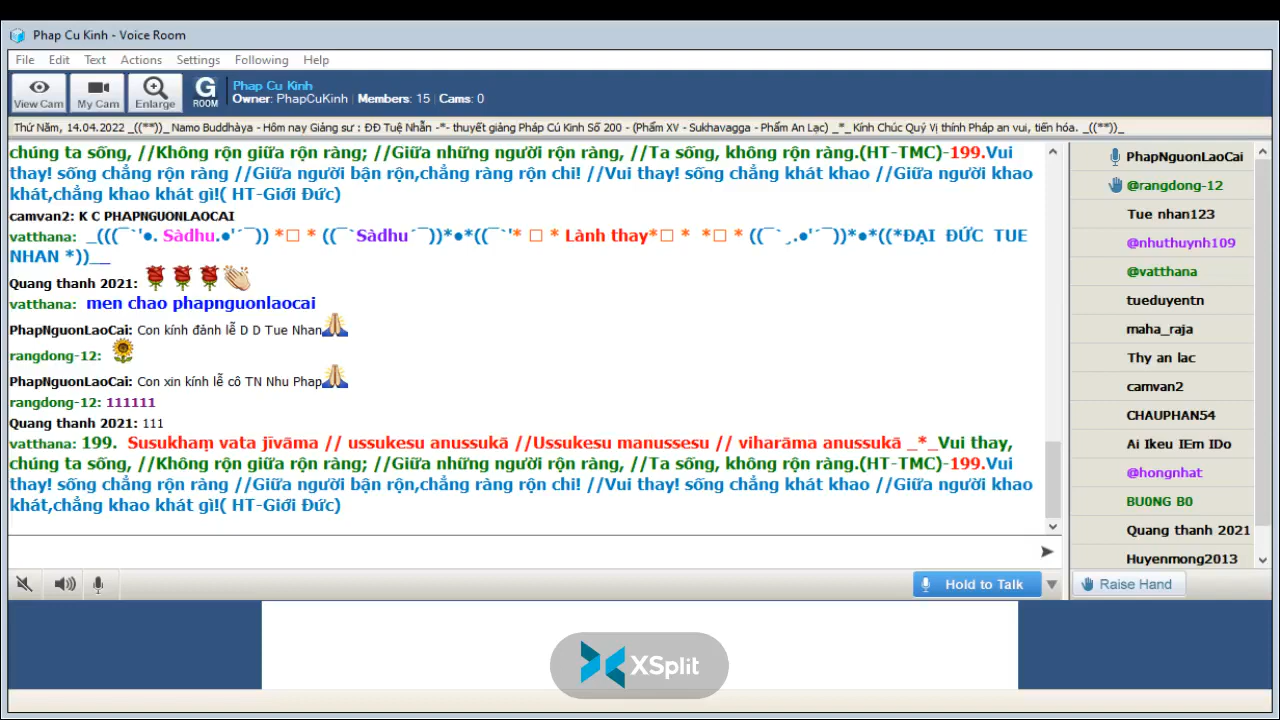 Phap Cu Kinh - Voice Room
File Edit Text Actions Settings Following Help
View Cam My Cam Enlarge G ROOM
Phap Cu Kinh
Owner: PhapCuKinh | Members: 15 | Cams: 0
Thứ Năm, 14.04.2022 _((**))_ Namo Buddhàya - Hôm nay Giảng sư : ĐĐ Tuệ Nhẫn -*- thuyết giảng Pháp Cú Kinh Số 200 - (Phẩm XV - Sukhavagga - Phẩm An Lạc) _*_ Kính Chúc Quý Vị thính Pháp an vui, tiến hóa. _((**))_
chúng ta sống, //Không rộn giữa rộn ràng; //Giữa những người rộn ràng, //Ta sống, không rộn ràng.(HT-TMC)-199.Vui
thay! sống chẳng rộn ràng //Giữa người bận rộn,chẳng ràng rộn chi! //Vui thay! sống chẳng khát khao //Giữa người khao
khát,chẳng khao khát gì!( HT-Giới Đức)
camvan2: K C PHAPNGUONLAOCAI
vatthana: _(((¯`'●. Sàdhu.●'´¯)) *□ * ((¯`Sàdhu´¯))*●*((¯`'* □ * Lành thay*□ * *□ * ((¯`¸.●'´¯))*●*((*ĐẠI ĐỨC TUE
NHAN *))__
Quang thanh 2021: 🌹🌹🌹👏
vatthana: men chao phapnguonlaocai
PhapNguonLaoCai: Con kính đảnh lễ D D Tue Nhan🙏
rangdong-12: 🌻
PhapNguonLaoCai: Con xin kính lễ cô TN Nhu Phap🙏
rangdong-12: 111111
Quang thanh 2021: 111
vatthana: 199. Susukhaṃ vata jīvāma // ussukesu anussukā //Ussukesu manussesu // viharāma anussukā _*_Vui thay,
chúng ta sống, //Không rộn giữa rộn ràng; //Giữa những người rộn ràng, //Ta sống, không rộn ràng.(HT-TMC)-199.Vui
thay! sống chẳng rộn ràng //Giữa người bận rộn,chẳng ràng rộn chi! //Vui thay! sống chẳng khát khao //Giữa người khao
khát,chẳng khao khát gì!( HT-Giới Đức)
Hold to Talk
PhapNguonLaoCai
@rangdong-12
Tue nhan123
@nhuthuynh109
@vatthana
tueduyentn
maha_raja
Thy an lac
camvan2
CHAUPHAN54
Ai Ikeu IEm IDo
@hongnhat
BU0NG B0
Quang thanh 2021
Huyenmong2013
Raise Hand
XSplit